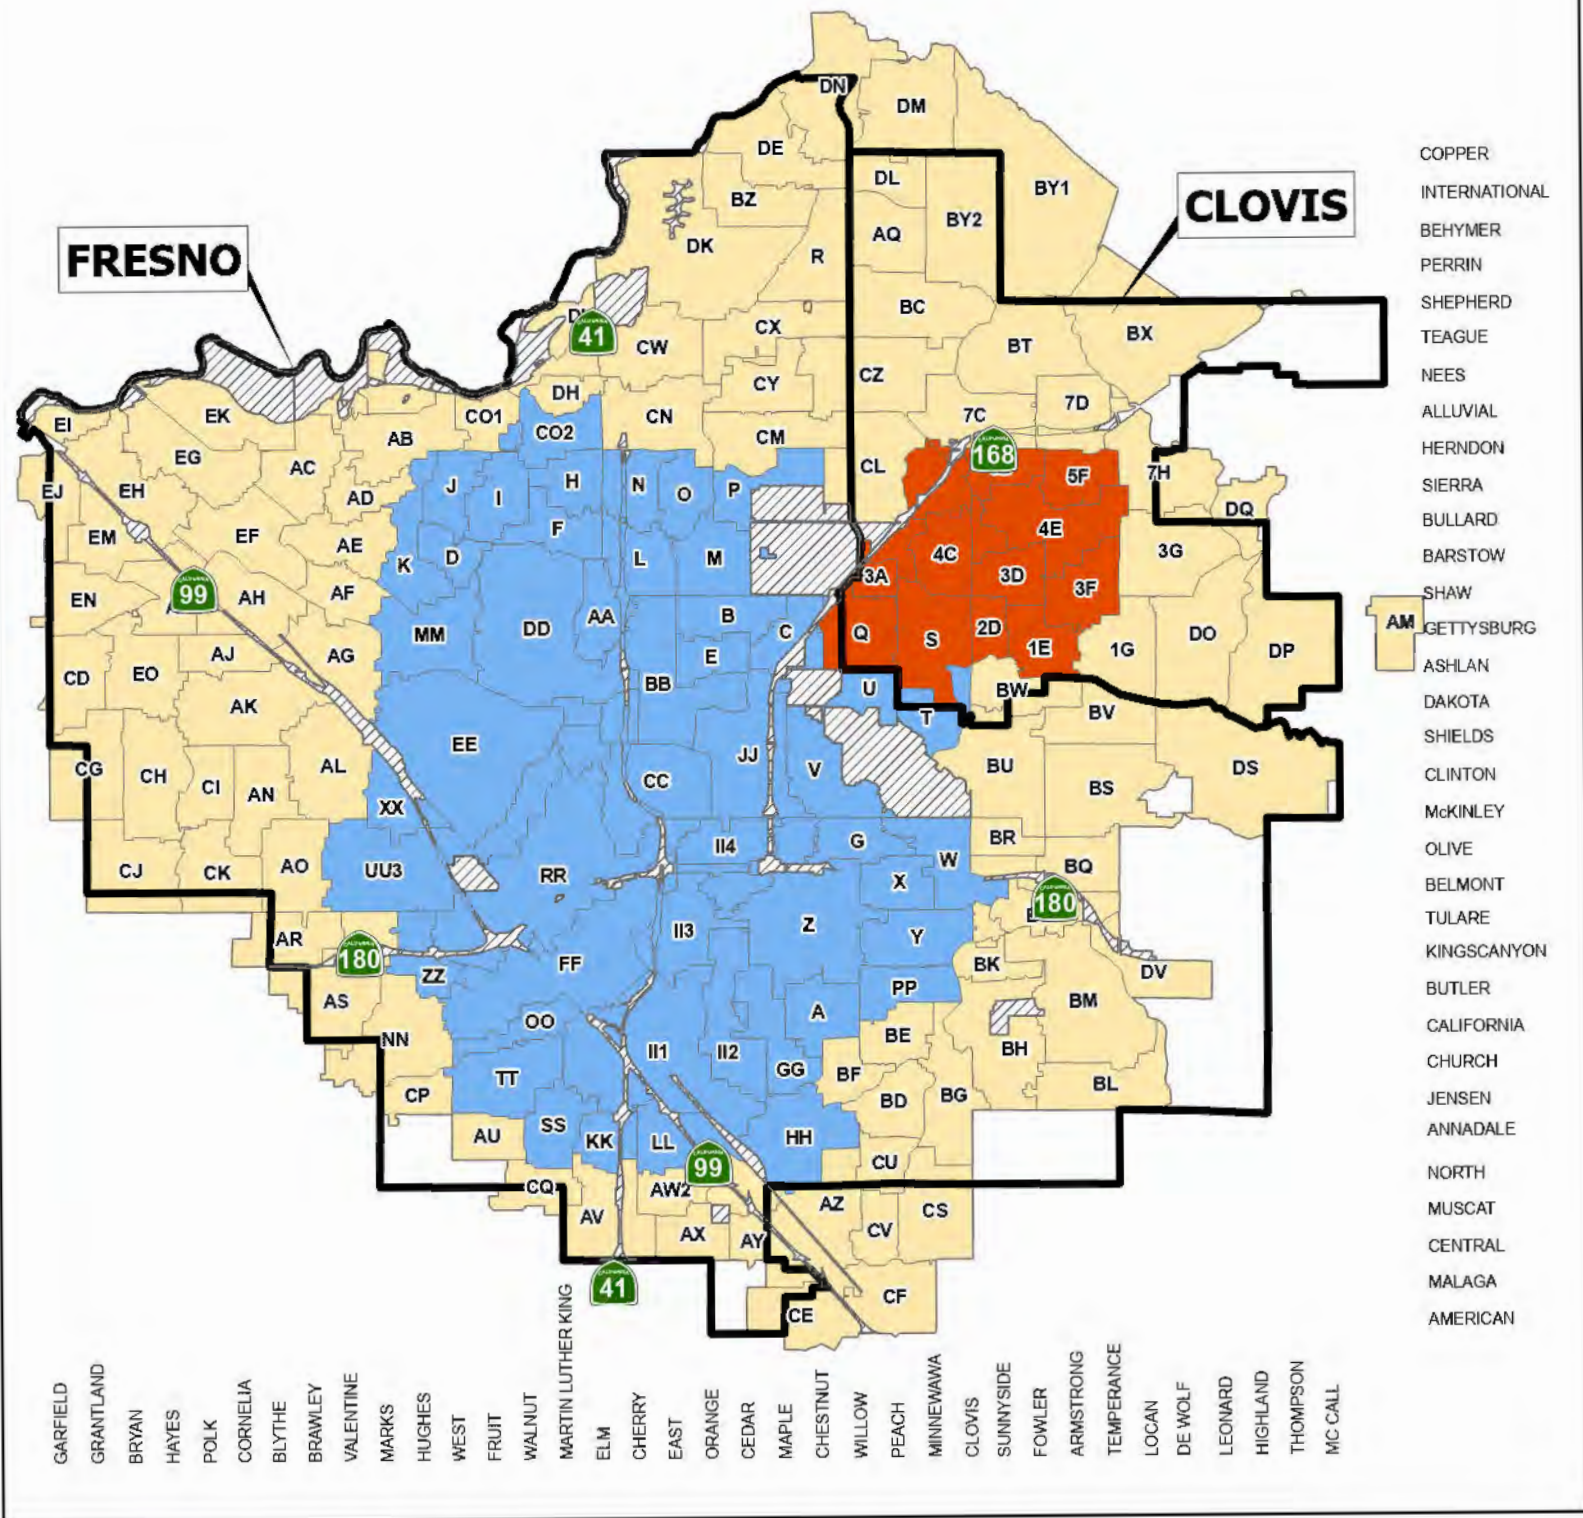 DN
DM
DE
COPPER
DL
BY1
INTERNATIONAL
BZ
CLOVIS
BY2
BEHYMER
AQ
DK
FRESNO
R
PERRIN
SHEPHERD
BC
CX
BX
CALIFORNIA
41
TEAGUE
CW
BT
NEES
CZ
CY
DH
7D
ALLUVIAL
EI
EK
CO1
CN
7C
CO2
CM
AB
HERNDON
168
EG
AC
CL
5F
7H
SIERRA
EJ
EH
AD
J
I
H
N
O
P
DQ
BULLARD
EM
EF
AE
F
4E
3G
BARSTOW
K
D
L
M
4C
3A
3D
3F
SHAW
CALIFORNIA
99
EN
AH
AF
AM
GETTYSBURG
MM
DD
AA
B
C
Q
S
2D
1E
1G
DO
DP
AJ
AG
E
ASHLAN
CD
EO
BB
U
BW
DAKOTA
AK
T
BV
SHIELDS
EE
JJ
CG
CH
AL
CC
V
BU
DS
CLINTON
CI
AN
BS
XX
McKINLEY
II4
G
BR
OLIVE
CJ
CK
AO
UU3
RR
W
BQ
X
BELMONT
CALIFORNIA
180
TULARE
II3
Z
Y
AR
KINGSCANYON
CALIFORNIA
180
ZZ
FF
BK
DV
BUTLER
PP
AS
BM
OO
A
CALIFORNIA
NN
BE
II1
II2
BH
CHURCH
TT
GG
BF
BL
CP
BD
BG
JENSEN
SS
AU
KK
LL
HH
ANNADALE
CALIFORNIA
99
CU
NORTH
CQ
AW2
AZ
CS
MUSCAT
AV
AX
AY
CV
CENTRAL
CALIFORNIA
41
MALAGA
CF
CE
AMERICAN
GARFIELD
GRANTLAND
BRYAN
HAYES
POLK
CORNELIA
BLYTHE
BRAWLEY
VALENTINE
MARKS
HUGHES
WEST
FRUIT
WALNUT
MARTIN LUTHER KING
ELM
CHERRY
EAST
ORANGE
CEDAR
MAPLE
CHESTNUT
WILLOW
PEACH
MINNEWAWA
CLOVIS
SUNNYSIDE
FOWLER
ARMSTRONG
TEMPERANCE
LOCAN
DE WOLF
LEONARD
HIGHLAND
THOMPSON
MC CALL